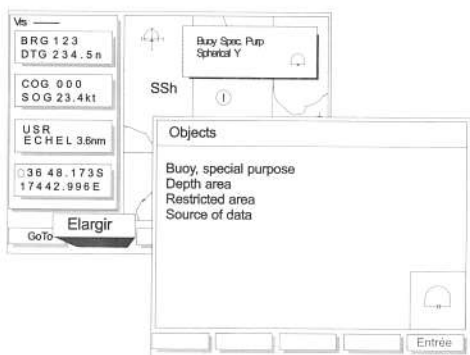 Vrs
BRG 123
DTG 234.5n
COG 000
SOG 23.4kt
USR
ECHEL 3.6nm
36 48.173S
17442.996E
GoTo
Elargir
SSh
Buoy Spec. Purp
Spherical Y
Objects
Buoy, special purpose
Depth area
Restricted area
Source of data
Entrée